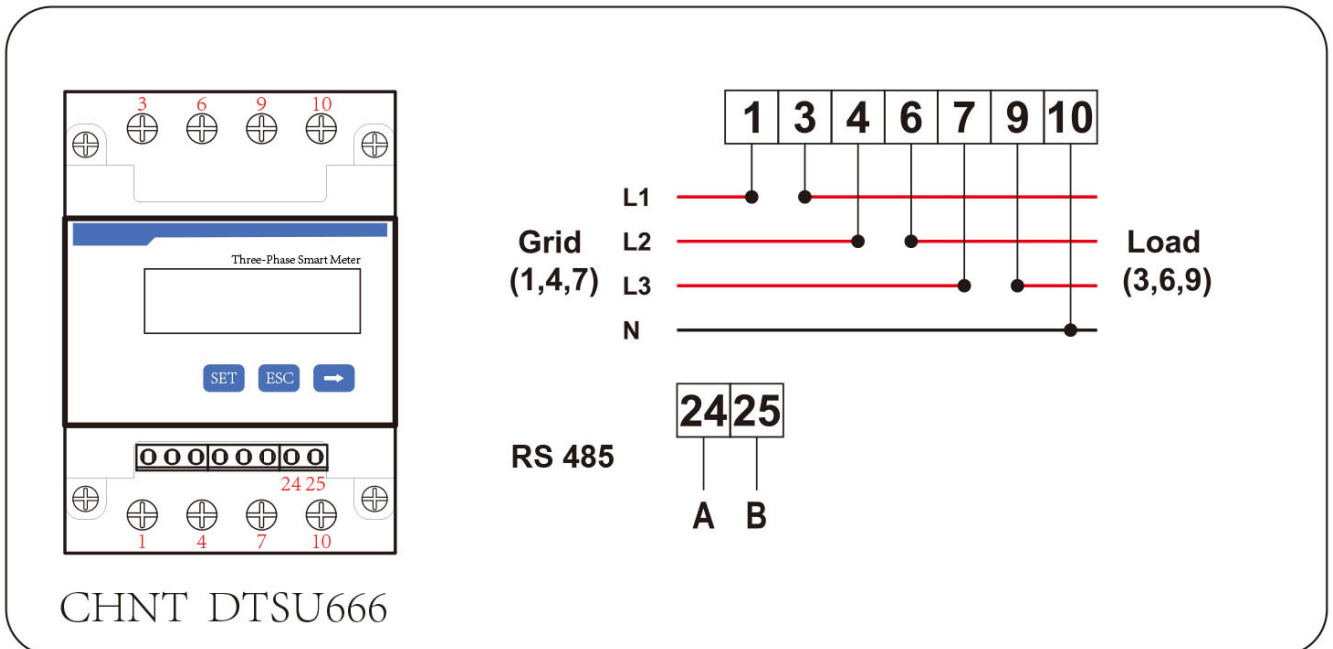 3 6 9 10
Three-Phase Smart Meter
SET ESC
24 25
1 4 7 10
CHNT DTSU666
1 3 4 6 7 9 10
L1
L2
L3
N
Grid
(1,4,7)
Load
(3,6,9)
24 25
RS 485
A B